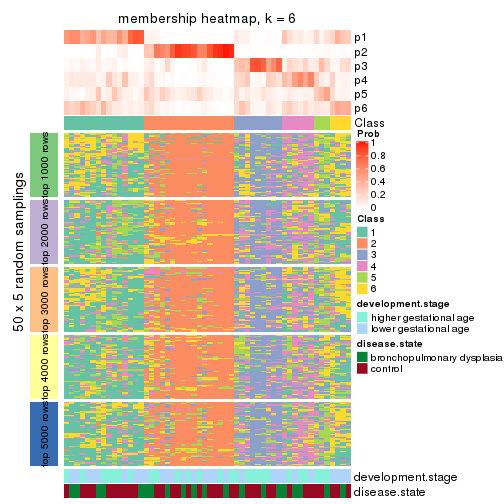 membership heatmap, k = 6
p1
p2
p3
p4
p5
p6
Class
50 x 5 random samplings
top 1000 rows
top 2000 rows
top 3000 rows
top 4000 rows
top 5000 rows
Prob
1
0.8
0.6
0.4
0.2
0
Class
1
2
3
4
5
6
development.stage
higher gestational age
lower gestational age
disease.state
bronchopulmonary dysplasia
control
development.stage
disease.state